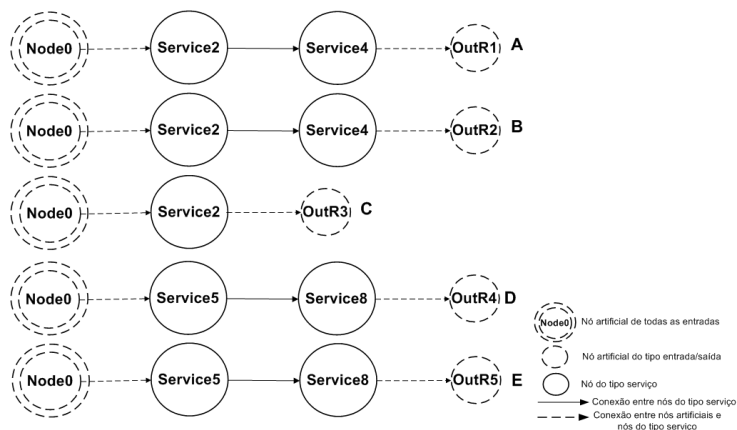 Node0 Service2 Service4 OutR1 A
Node0 Service2 Service4 OutR2 B
Node0 Service2 OutR3 C
Node0 Service5 Service8 OutR4 D
Node0 Service5 Service8 OutR5 E
Node0 Nó artificial de todas as entradas
Nó artificial do tipo entrada/saída
Nó do tipo serviço
Conexão entre nós do tipo serviço
Conexão entre nós artificiais e
nós do tipo serviço